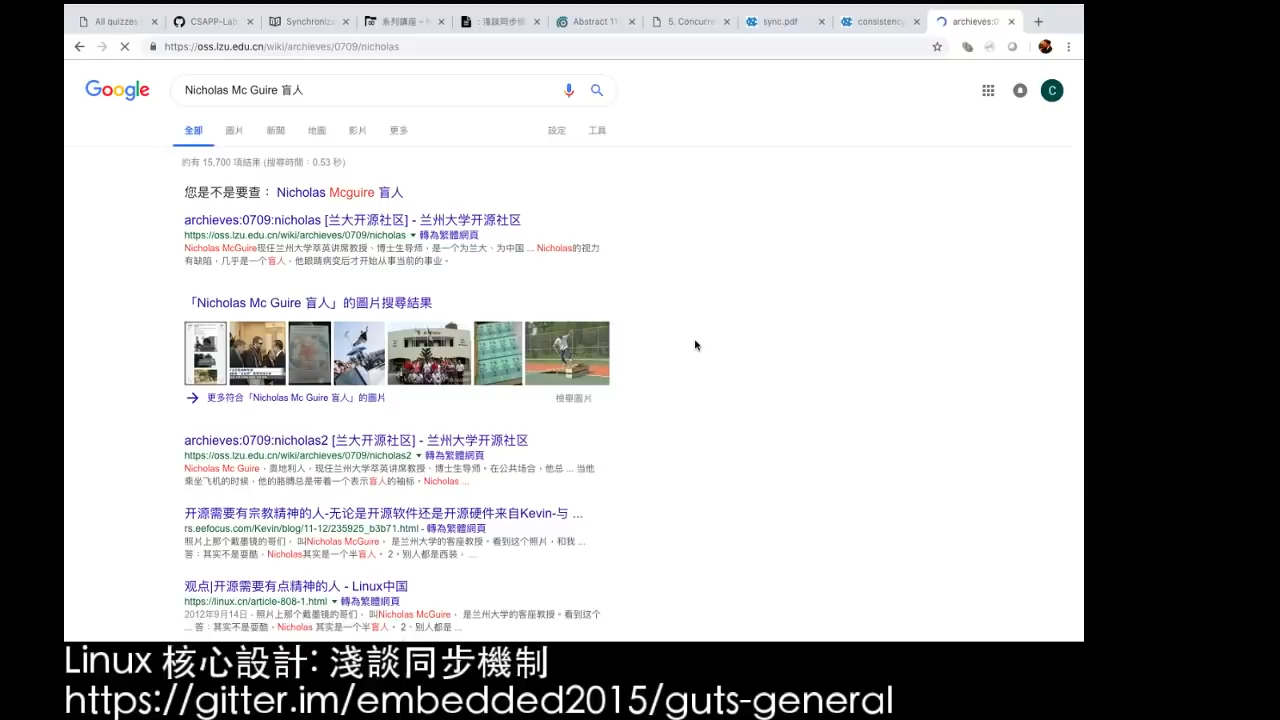 All quizzes
CSAPP-Lab
Synchroniz
系列講座 –
: 淺談同步機
Abstract 11
5. Concurre
sync.pdf
consistency
archieves:0
https://oss.lzu.edu.cn/wiki/archieves/0709/nicholas
Google
Nicholas Mc Guire 盲人
C
全部 圖片 新聞 地圖 影片 更多 設定 工具
約有 15,700 項結果 (搜尋時間：0.53 秒)
您是不是要查： Nicholas Mcguire 盲人
archieves:0709:nicholas [兰大开源社区] - 兰州大学开源社区
https://oss.lzu.edu.cn/wiki/archieves/0709/nicholas ▼ 轉為繁體網頁
Nicholas McGuire现任兰州大学萃英讲席教授、博士生导师，是一个为兰大、为中国 ... Nicholas的视力
有缺陷，几乎是一个盲人。他眼睛病变后才开始从事当前的事业。
「Nicholas Mc Guire 盲人」的圖片搜尋結果
更多符合「Nicholas Mc Guire 盲人」的圖片 檢舉圖片
archieves:0709:nicholas2 [兰大开源社区] - 兰州大学开源社区
https://oss.lzu.edu.cn/wiki/archieves/0709/nicholas2 ▼ 轉為繁體網頁
Nicholas Mc Guire，奥地利人，现任兰州大学萃英讲席教授、博士生导师。在公共场合，他总 ... 当他
乘坐飞机的时候，他的胳膊总是带着一个表示盲人的袖标。Nicholas ...
开源需要有宗教精神的人-无论是开源软件还是开源硬件来自Kevin-与 ...
rs.eefocus.com/Kevin/blog/11-12/235925_b3b71.html - 轉為繁體網頁
照片上那个戴墨镜的哥们， 叫Nicholas McGuire， 是兰州大学的客座教授。看到这个照片，和我 ...
答：其实不是耍酷，Nicholas其实是一个半盲人。 2、别人都是西装， ...
观点|开源需要有点精神的人 - Linux中国
https://linux.cn/article-808-1.html ▼ 轉為繁體網頁
2012年9月14日 - 照片上那个戴墨镜的哥们， 叫Nicholas McGuire， 是兰州大学的客座教授。看到这个
... 答：其实不是耍酷，Nicholas 其实是一个半盲人。 2、别人都是 ...
Linux 核心設計: 淺談同步機制
https://gitter.im/embedded2015/guts-general